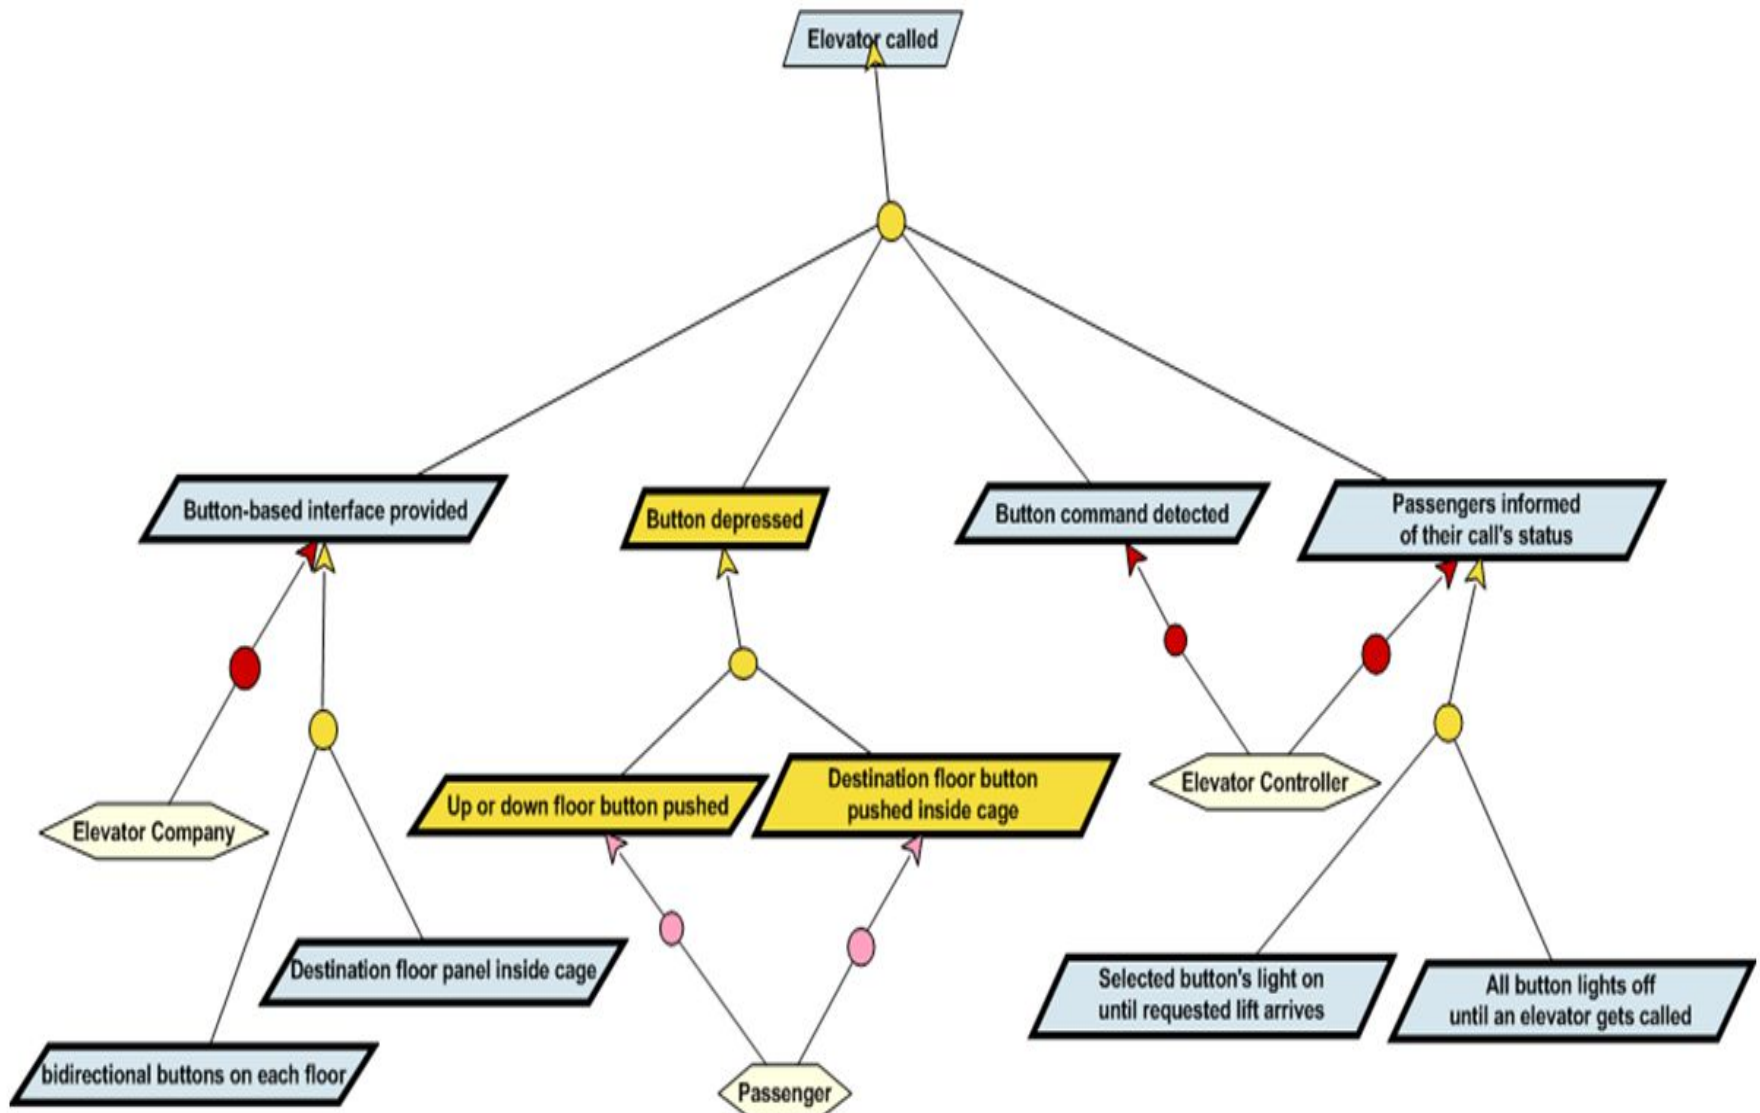 Elevator called
Button-based interface provided
Button depressed
Button command detected
Passengers informed
of their call's status
Elevator Company
Up or down floor button pushed
Destination floor button
pushed inside cage
Elevator Controller
Destination floor panel inside cage
Selected button's light on
until requested lift arrives
All button lights off
until an elevator gets called
bidirectional buttons on each floor
Passenger